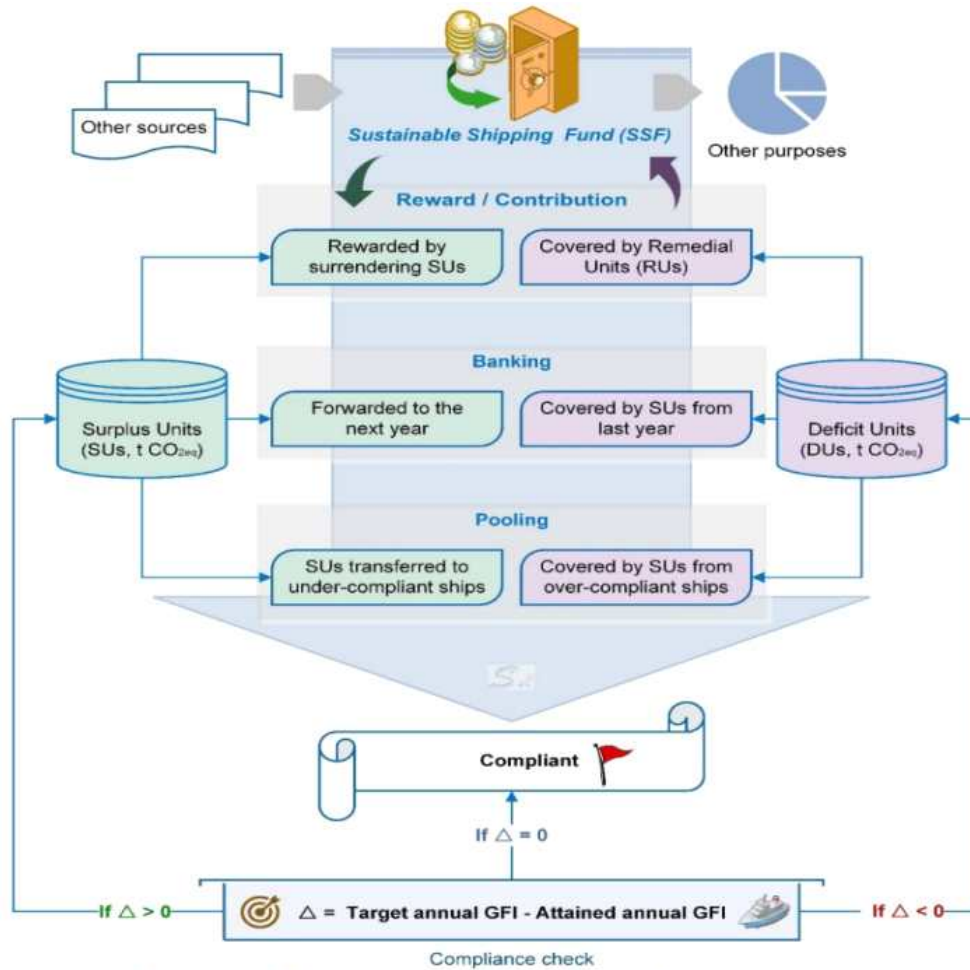 Other sources
Sustainable Shipping Fund (SSF)
Other purposes
Reward / Contribution
Rewarded by
surrendering SUs
Covered by Remedial
Units (RUs)
Banking
Surplus Units
(SUs, t CO2eq)
Forwarded to the
next year
Covered by SUs from
last year
Deficit Units
(DUs, t CO2eq)
Pooling
SUs transferred to
under-compliant ships
Covered by SUs from
over-compliant ships
Compliant
If △ = 0
If △ > 0
△ = Target annual GFI - Attained annual GFI
If △ < 0
Compliance check